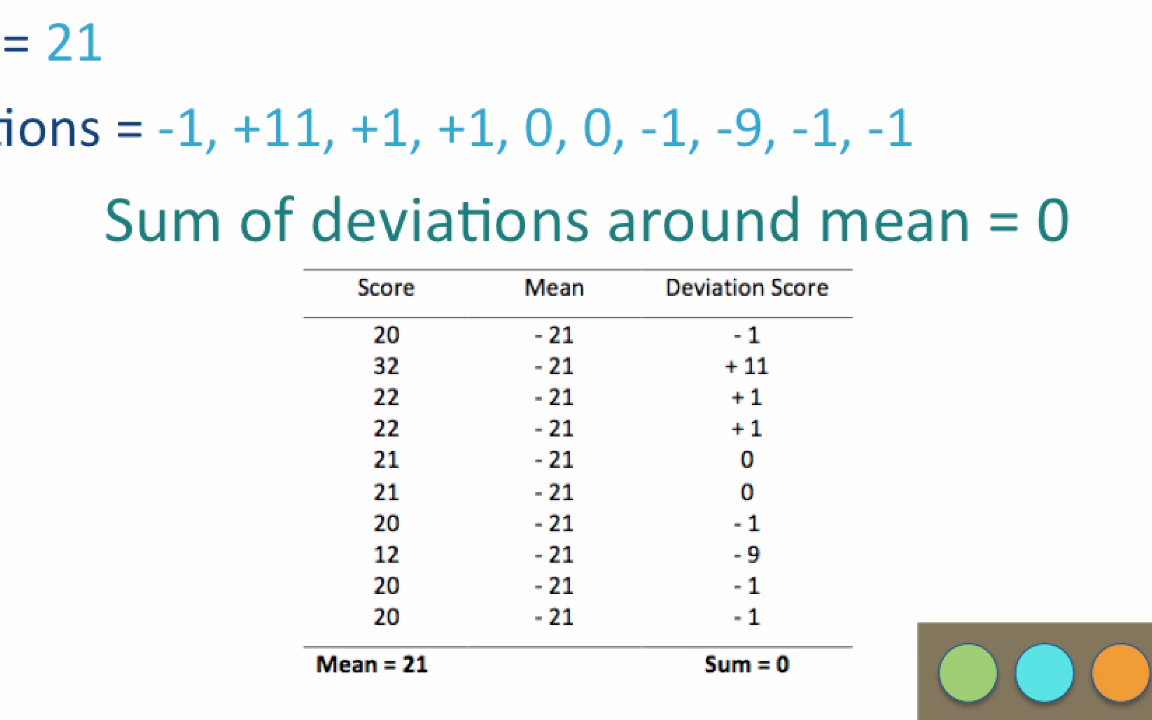 = 21
tions = -1, +11, +1, +1, 0, 0, -1, -9, -1, -1
Sum of deviations around mean = 0
Score Mean Deviation Score
20 - 21 - 1
32 - 21 + 11
22 - 21 + 1
22 - 21 + 1
21 - 21 0
21 - 21 0
20 - 21 - 1
12 - 21 - 9
20 - 21 - 1
20 - 21 - 1
Mean = 21 Sum = 0